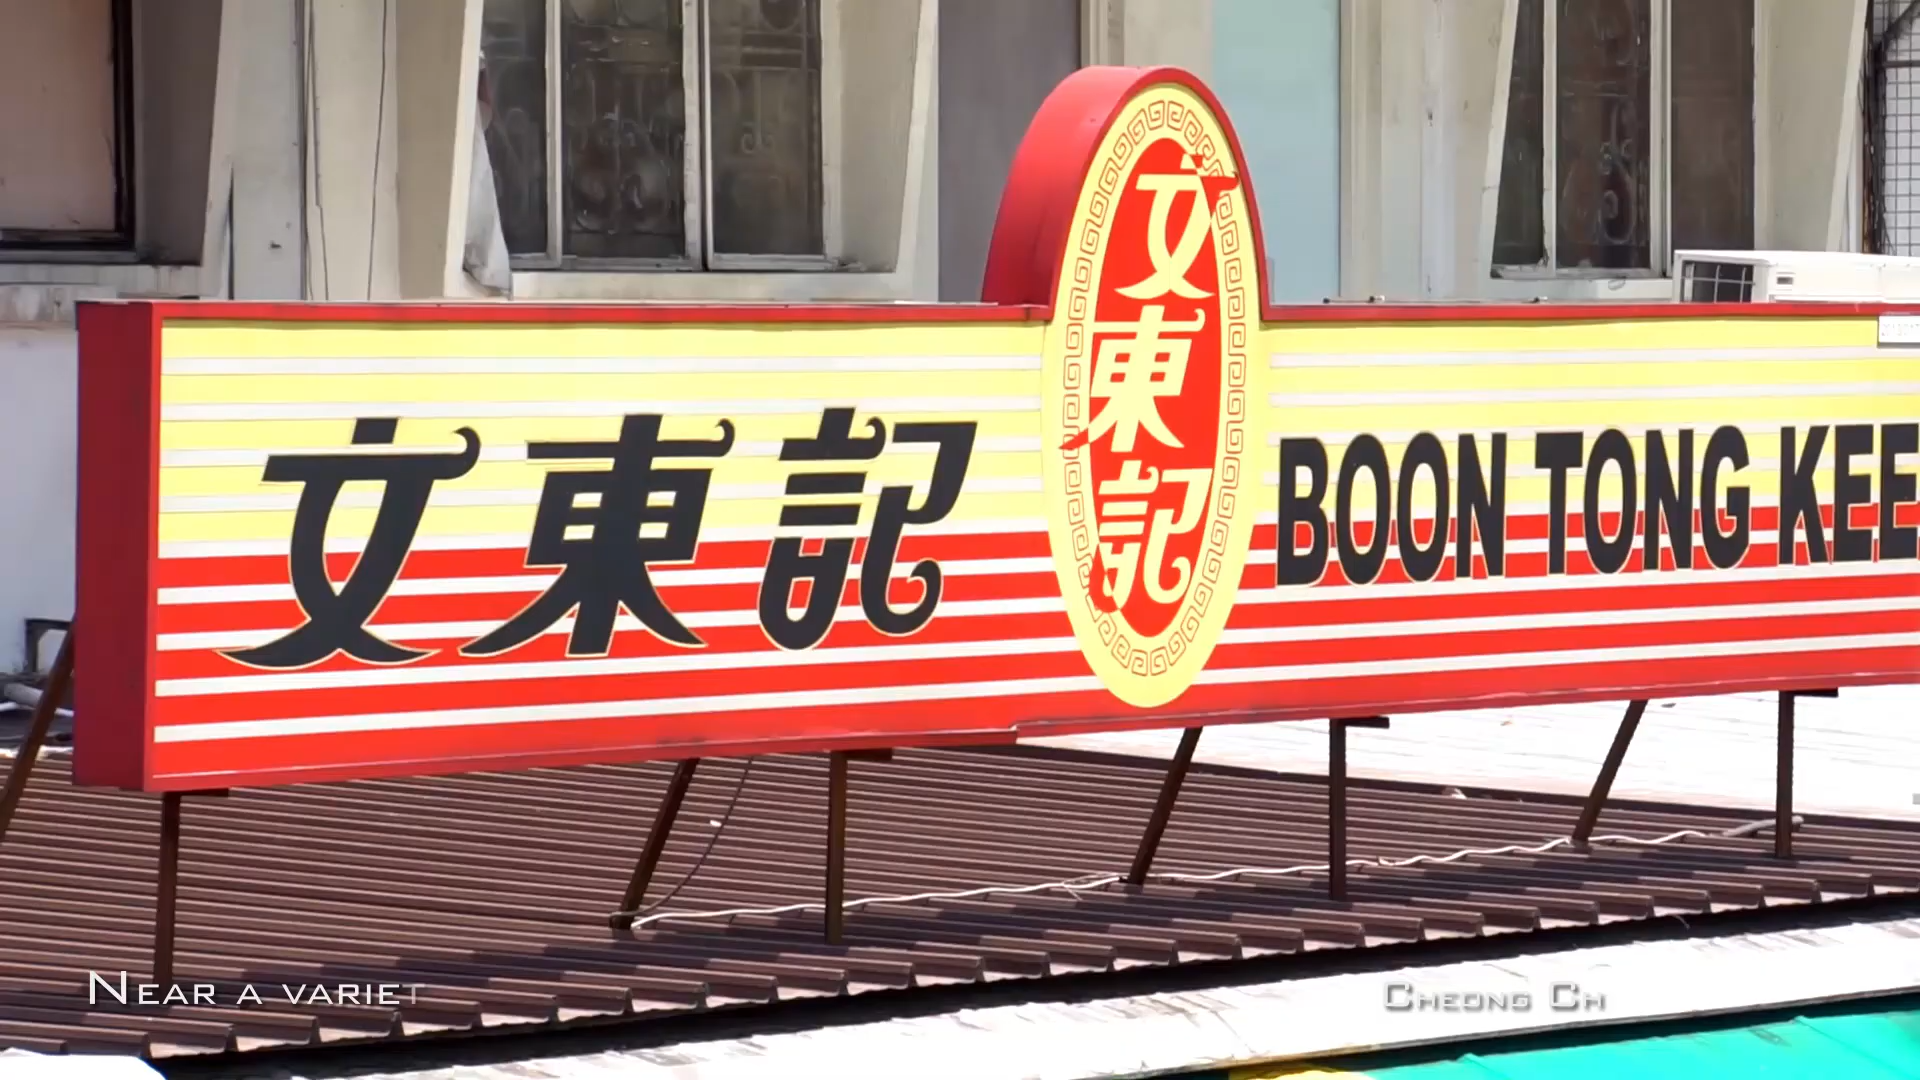 文東記
文東記
BOON TONG KEE
NEAR A VARIET
CHEONG CH